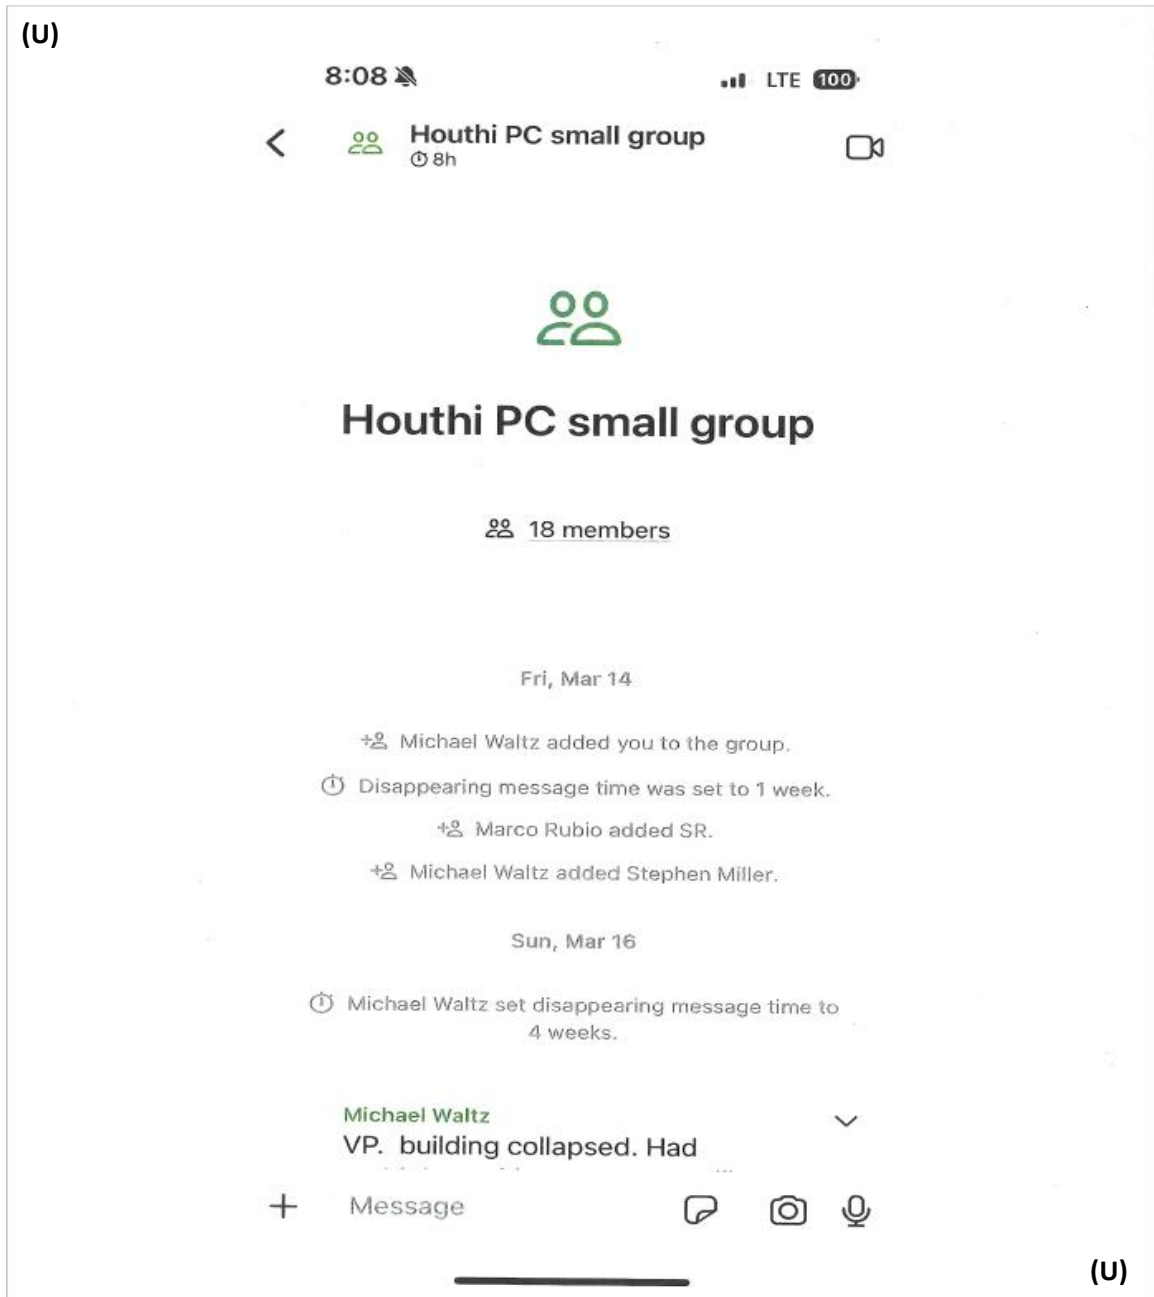 (U)
8:08
LTE 100
Houthi PC small group
8h
Houthi PC small group
18 members
Fri, Mar 14
Michael Waltz added you to the group.
Disappearing message time was set to 1 week.
Marco Rubio added SR.
Michael Waltz added Stephen Miller.
Sun, Mar 16
Michael Waltz set disappearing message time to
4 weeks.
Michael Waltz
VP. building collapsed. Had
Message
(U)